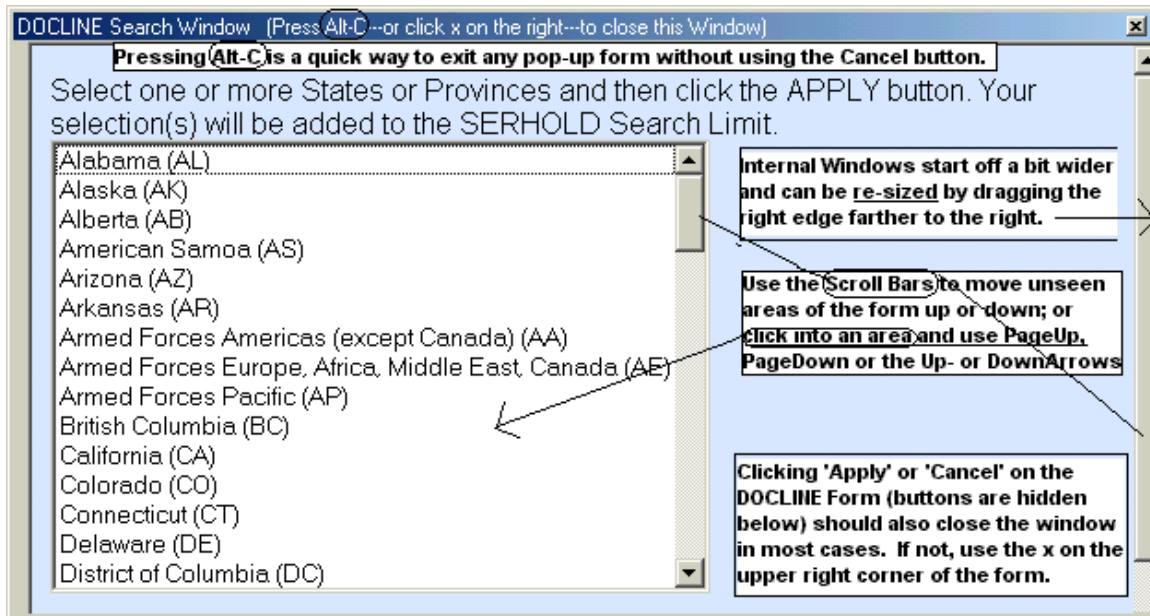 DOCLINE Search Window (Press Alt-C---or click x on the right---to close this Window)
Pressing Alt-C is a quick way to exit any pop-up form without using the Cancel button.
Select one or more States or Provinces and then click the APPLY button. Your
selection(s) will be added to the SERHOLD Search Limit.
Alabama (AL)
Alaska (AK)
Alberta (AB)
American Samoa (AS)
Arizona (AZ)
Arkansas (AR)
Armed Forces Americas (except Canada) (AA)
Armed Forces Europe, Africa, Middle East, Canada (AE)
Armed Forces Pacific (AP)
British Columbia (BC)
California (CA)
Colorado (CO)
Connecticut (CT)
Delaware (DE)
District of Columbia (DC)
Internal Windows start off a bit wider
and can be re-sized by dragging the
right edge farther to the right.
Use the Scroll Bars to move unseen
areas of the form up or down; or
click into an area and use PageUp,
PageDown or the Up- or DownArrows
Clicking 'Apply' or 'Cancel' on the
DOCLINE Form (buttons are hidden
below) should also close the window
in most cases. If not, use the x on the
upper right corner of the form.